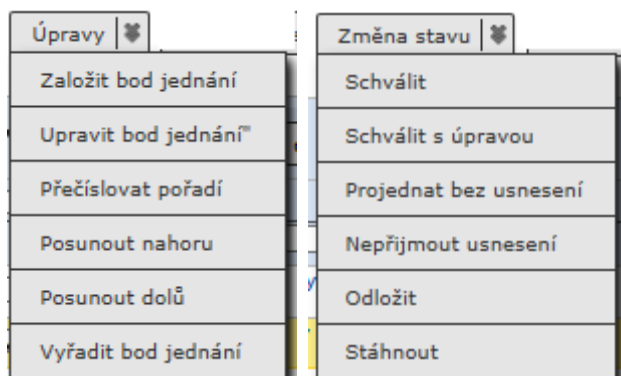 Úpravy
Založit bod jednání
Upravit bod jednání"
Přečíslovat pořadí
Posunout nahoru
Posunout dolů
Vyřadit bod jednání
Změna stavu
Schválit
Schválit s úpravou
Projednat bez usnesení
Nepřijmout usnesení
Odložit
Stáhnout